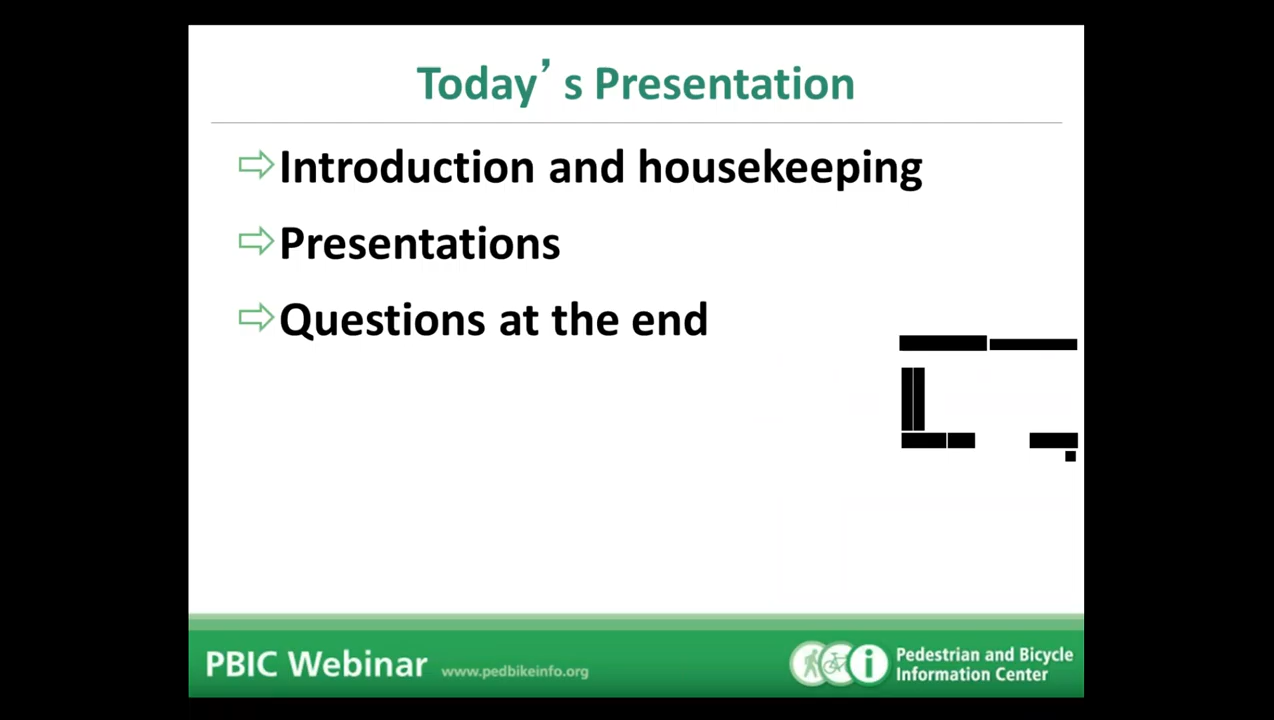 Today’s Presentation
Introduction and housekeeping
Presentations
Questions at the end
PBIC Webinar www.pedbikeinfo.org
Pedestrian and Bicycle
Information Center